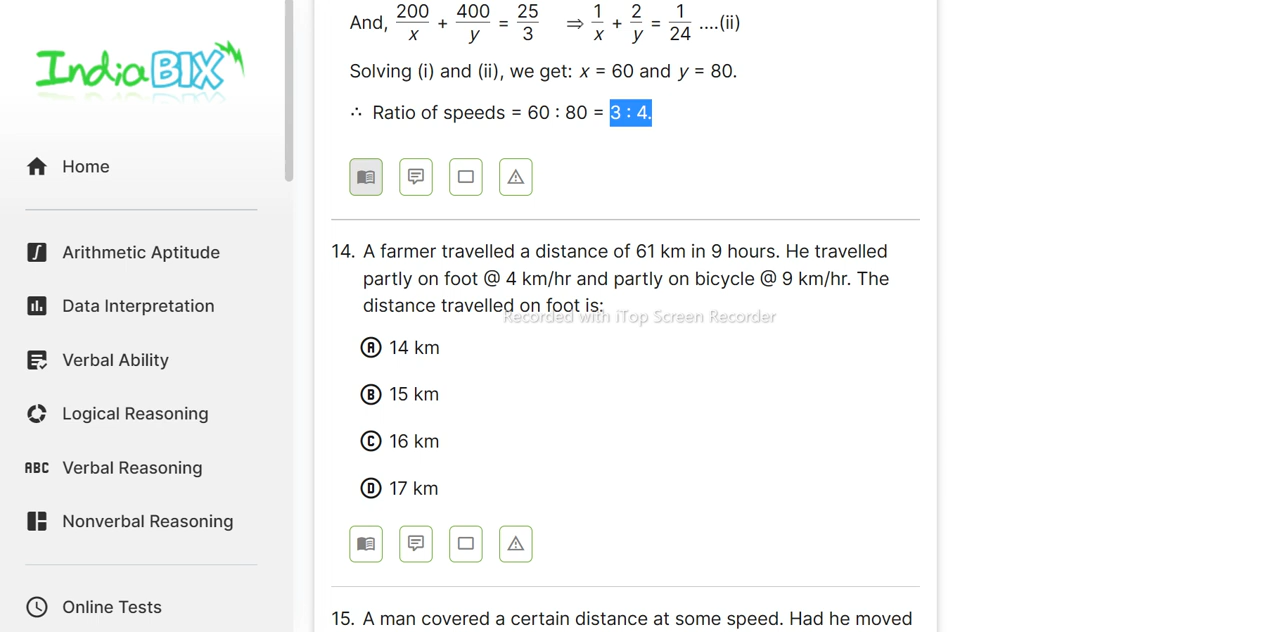 IndiaBIX
Home
Arithmetic Aptitude
Data Interpretation
Verbal Ability
Logical Reasoning
ABC Verbal Reasoning
Nonverbal Reasoning
Online Tests
And, 200/x + 400/y = 25/3 ⇒ 1/x + 2/y = 1/24 ....(ii)
Solving (i) and (ii), we get: x = 60 and y = 80.
∴ Ratio of speeds = 60 : 80 = 3 : 4.
14. A farmer travelled a distance of 61 km in 9 hours. He travelled
partly on foot @ 4 km/hr and partly on bicycle @ 9 km/hr. The
distance travelled on foot is:
Recorded with iTop Screen Recorder
A 14 km
B 15 km
C 16 km
D 17 km
15. A man covered a certain distance at some speed. Had he moved